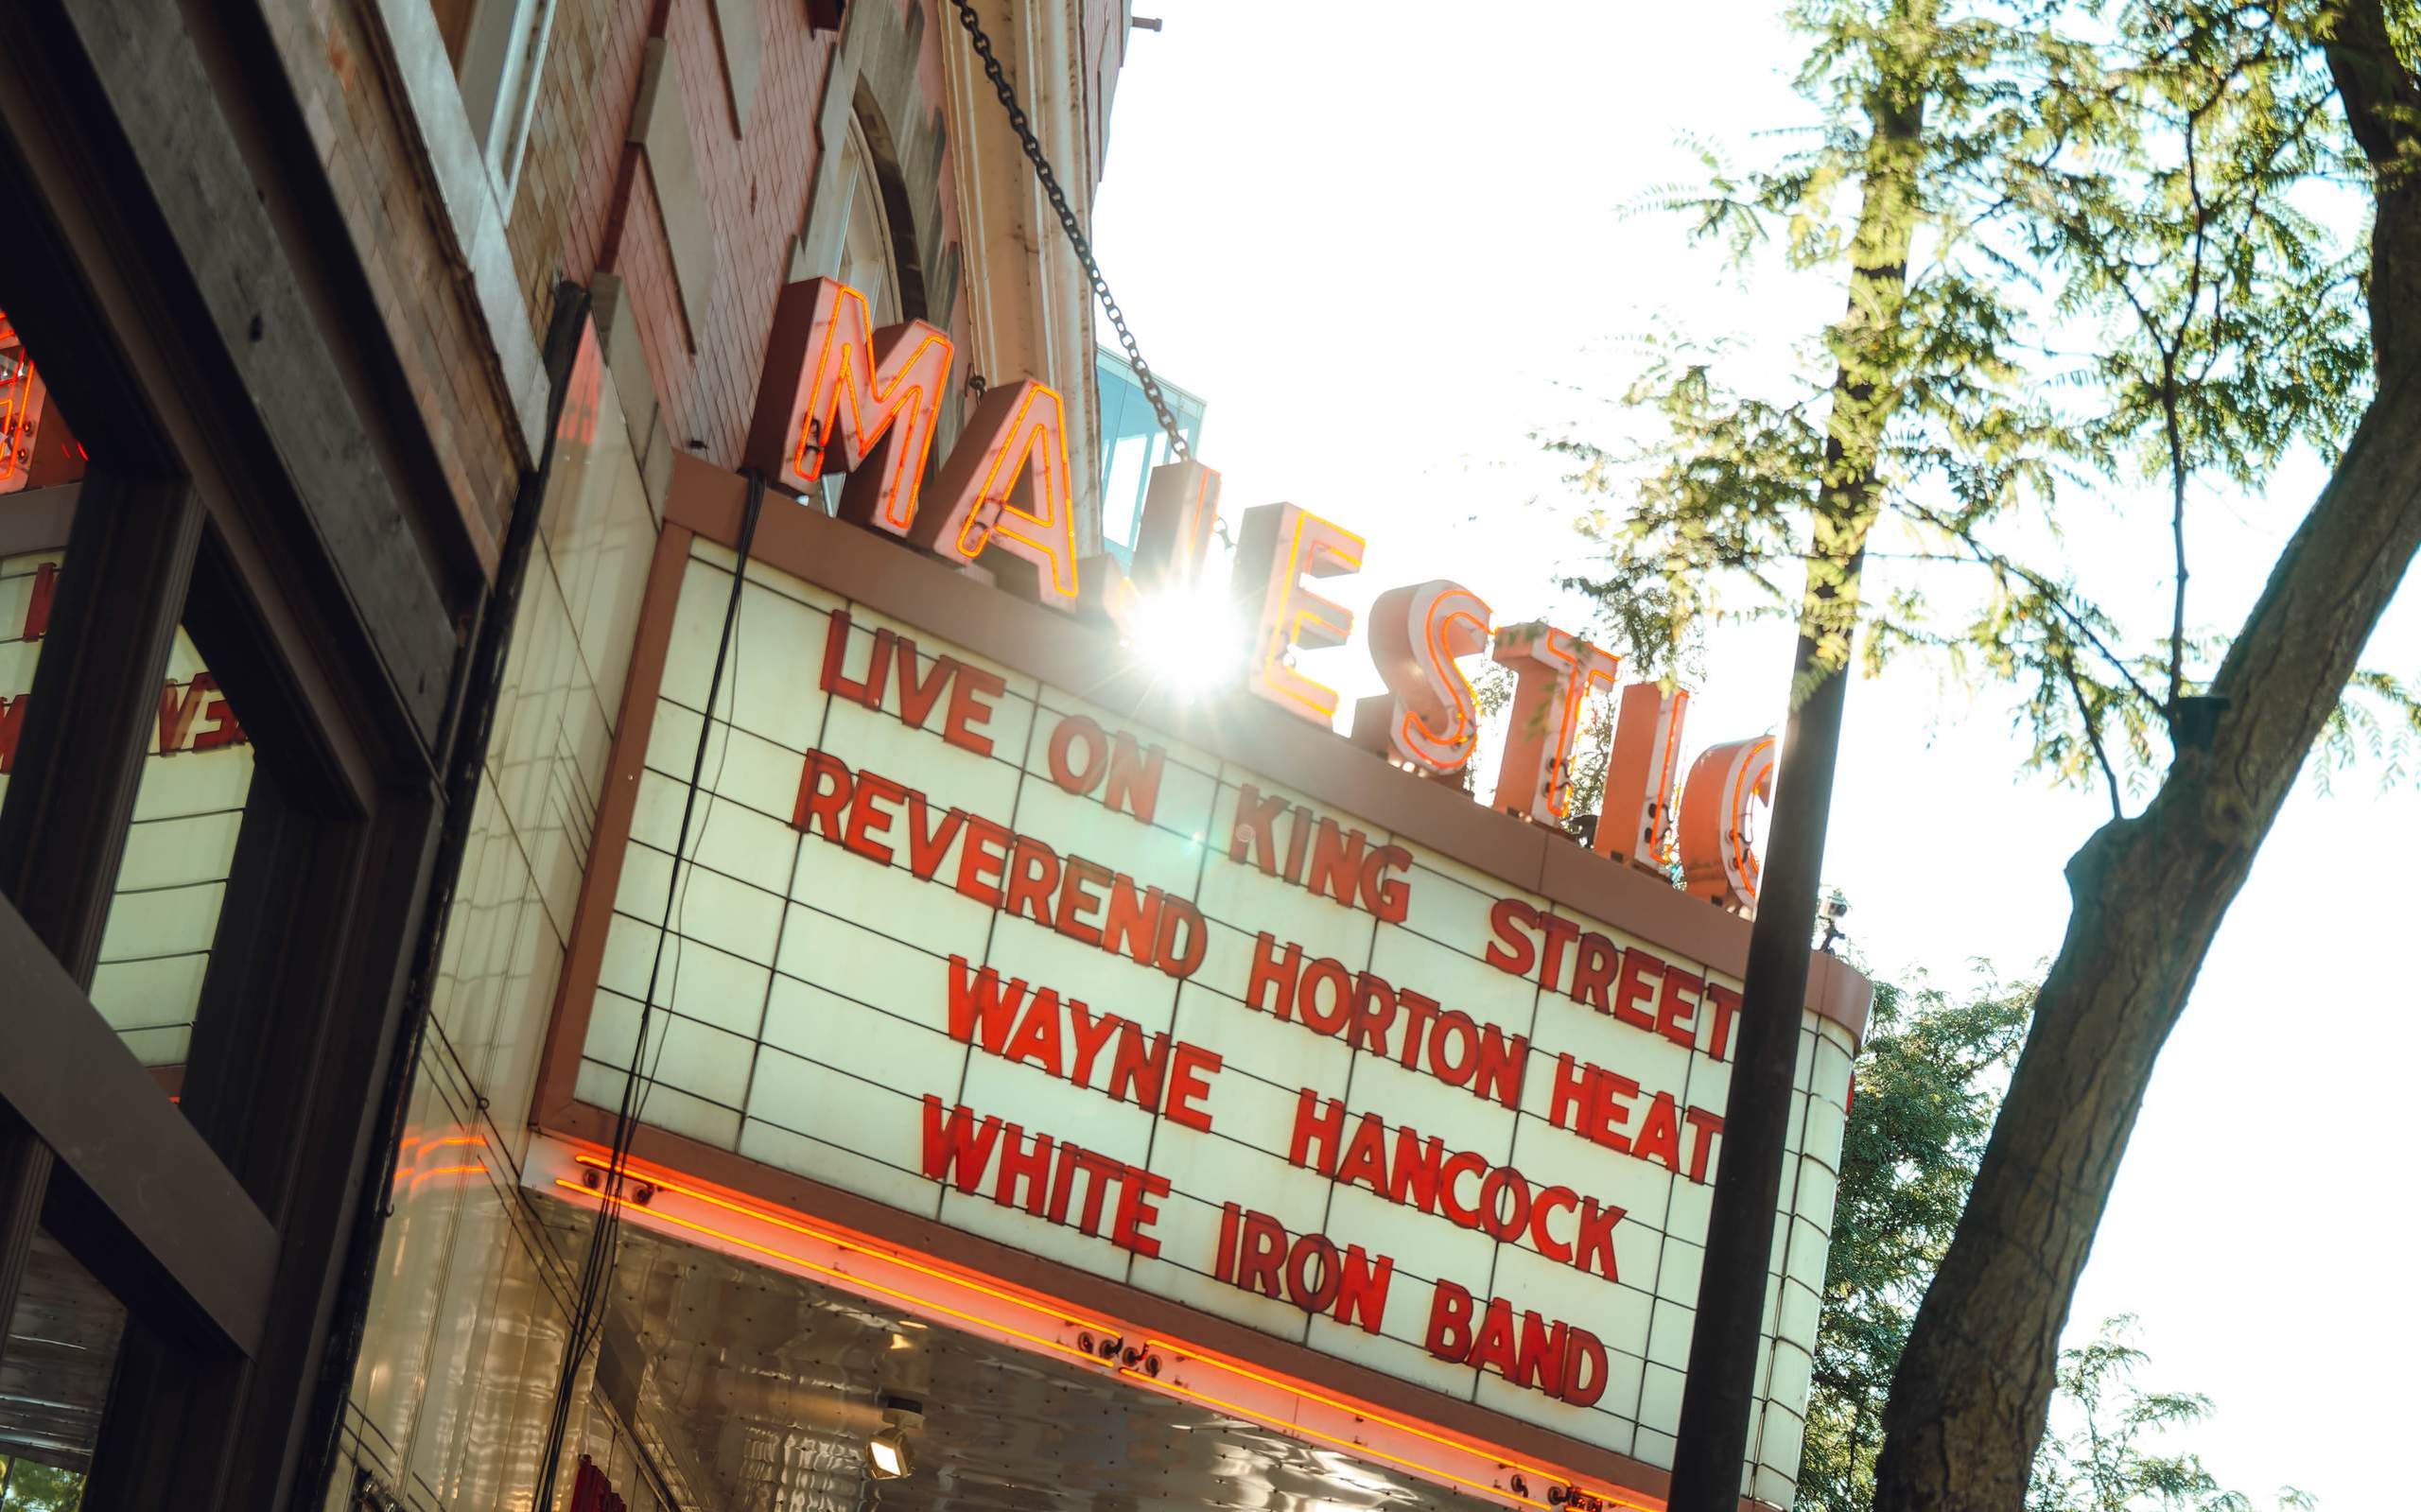 MAJESTIC
LIVE ON KING STREET
REVEREND HORTON HEAT
WAYNE HANCOCK
WHITE IRON BAND